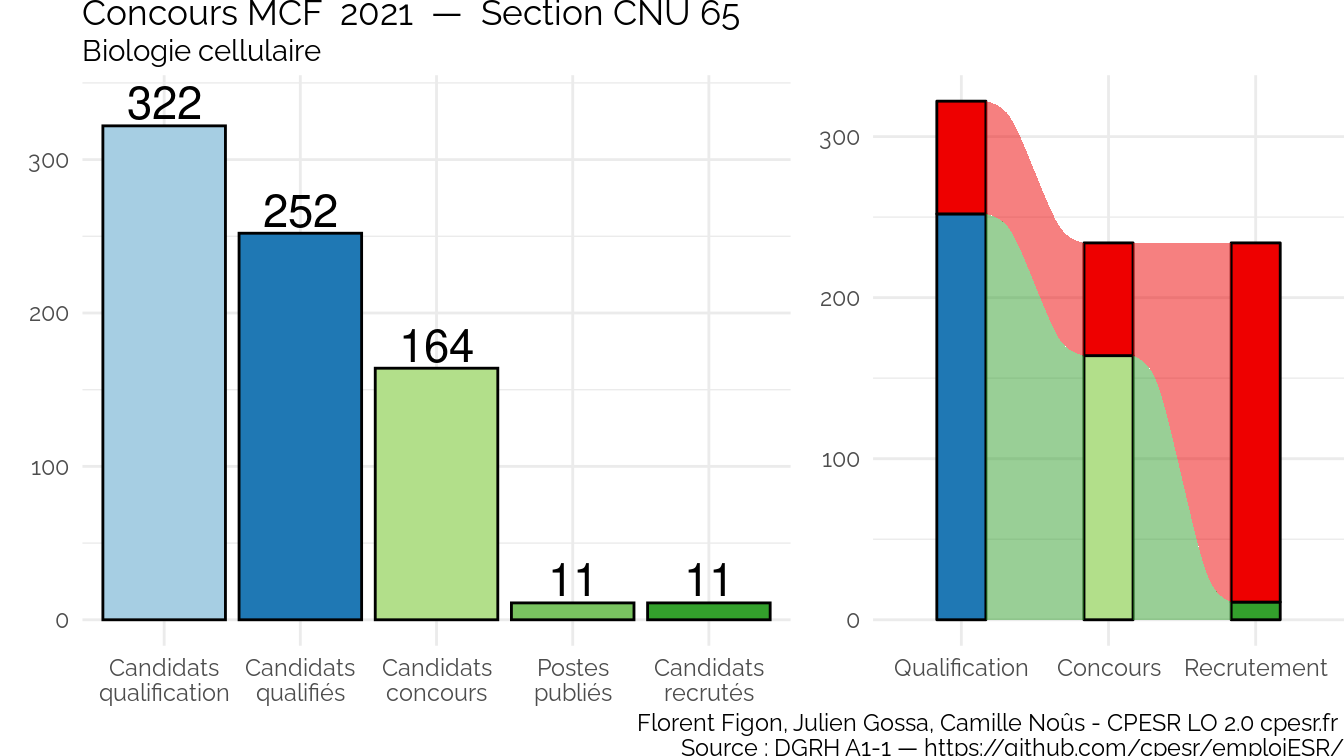 Concours MCF 2021 — Section CNU 65
Biologie cellulaire
322
252
164
11
11
300
200
100
0
Candidats qualification
Candidats qualifiés
Candidats concours
Postes publiés
Candidats recrutés
300
200
100
0
Qualification
Concours
Recrutement
Florent Figon, Julien Gossa, Camille Noûs - CPESR LO 2.0 cpesr.fr
Source : DGRH A1-1 — https://github.com/cpesr/emploiESR/